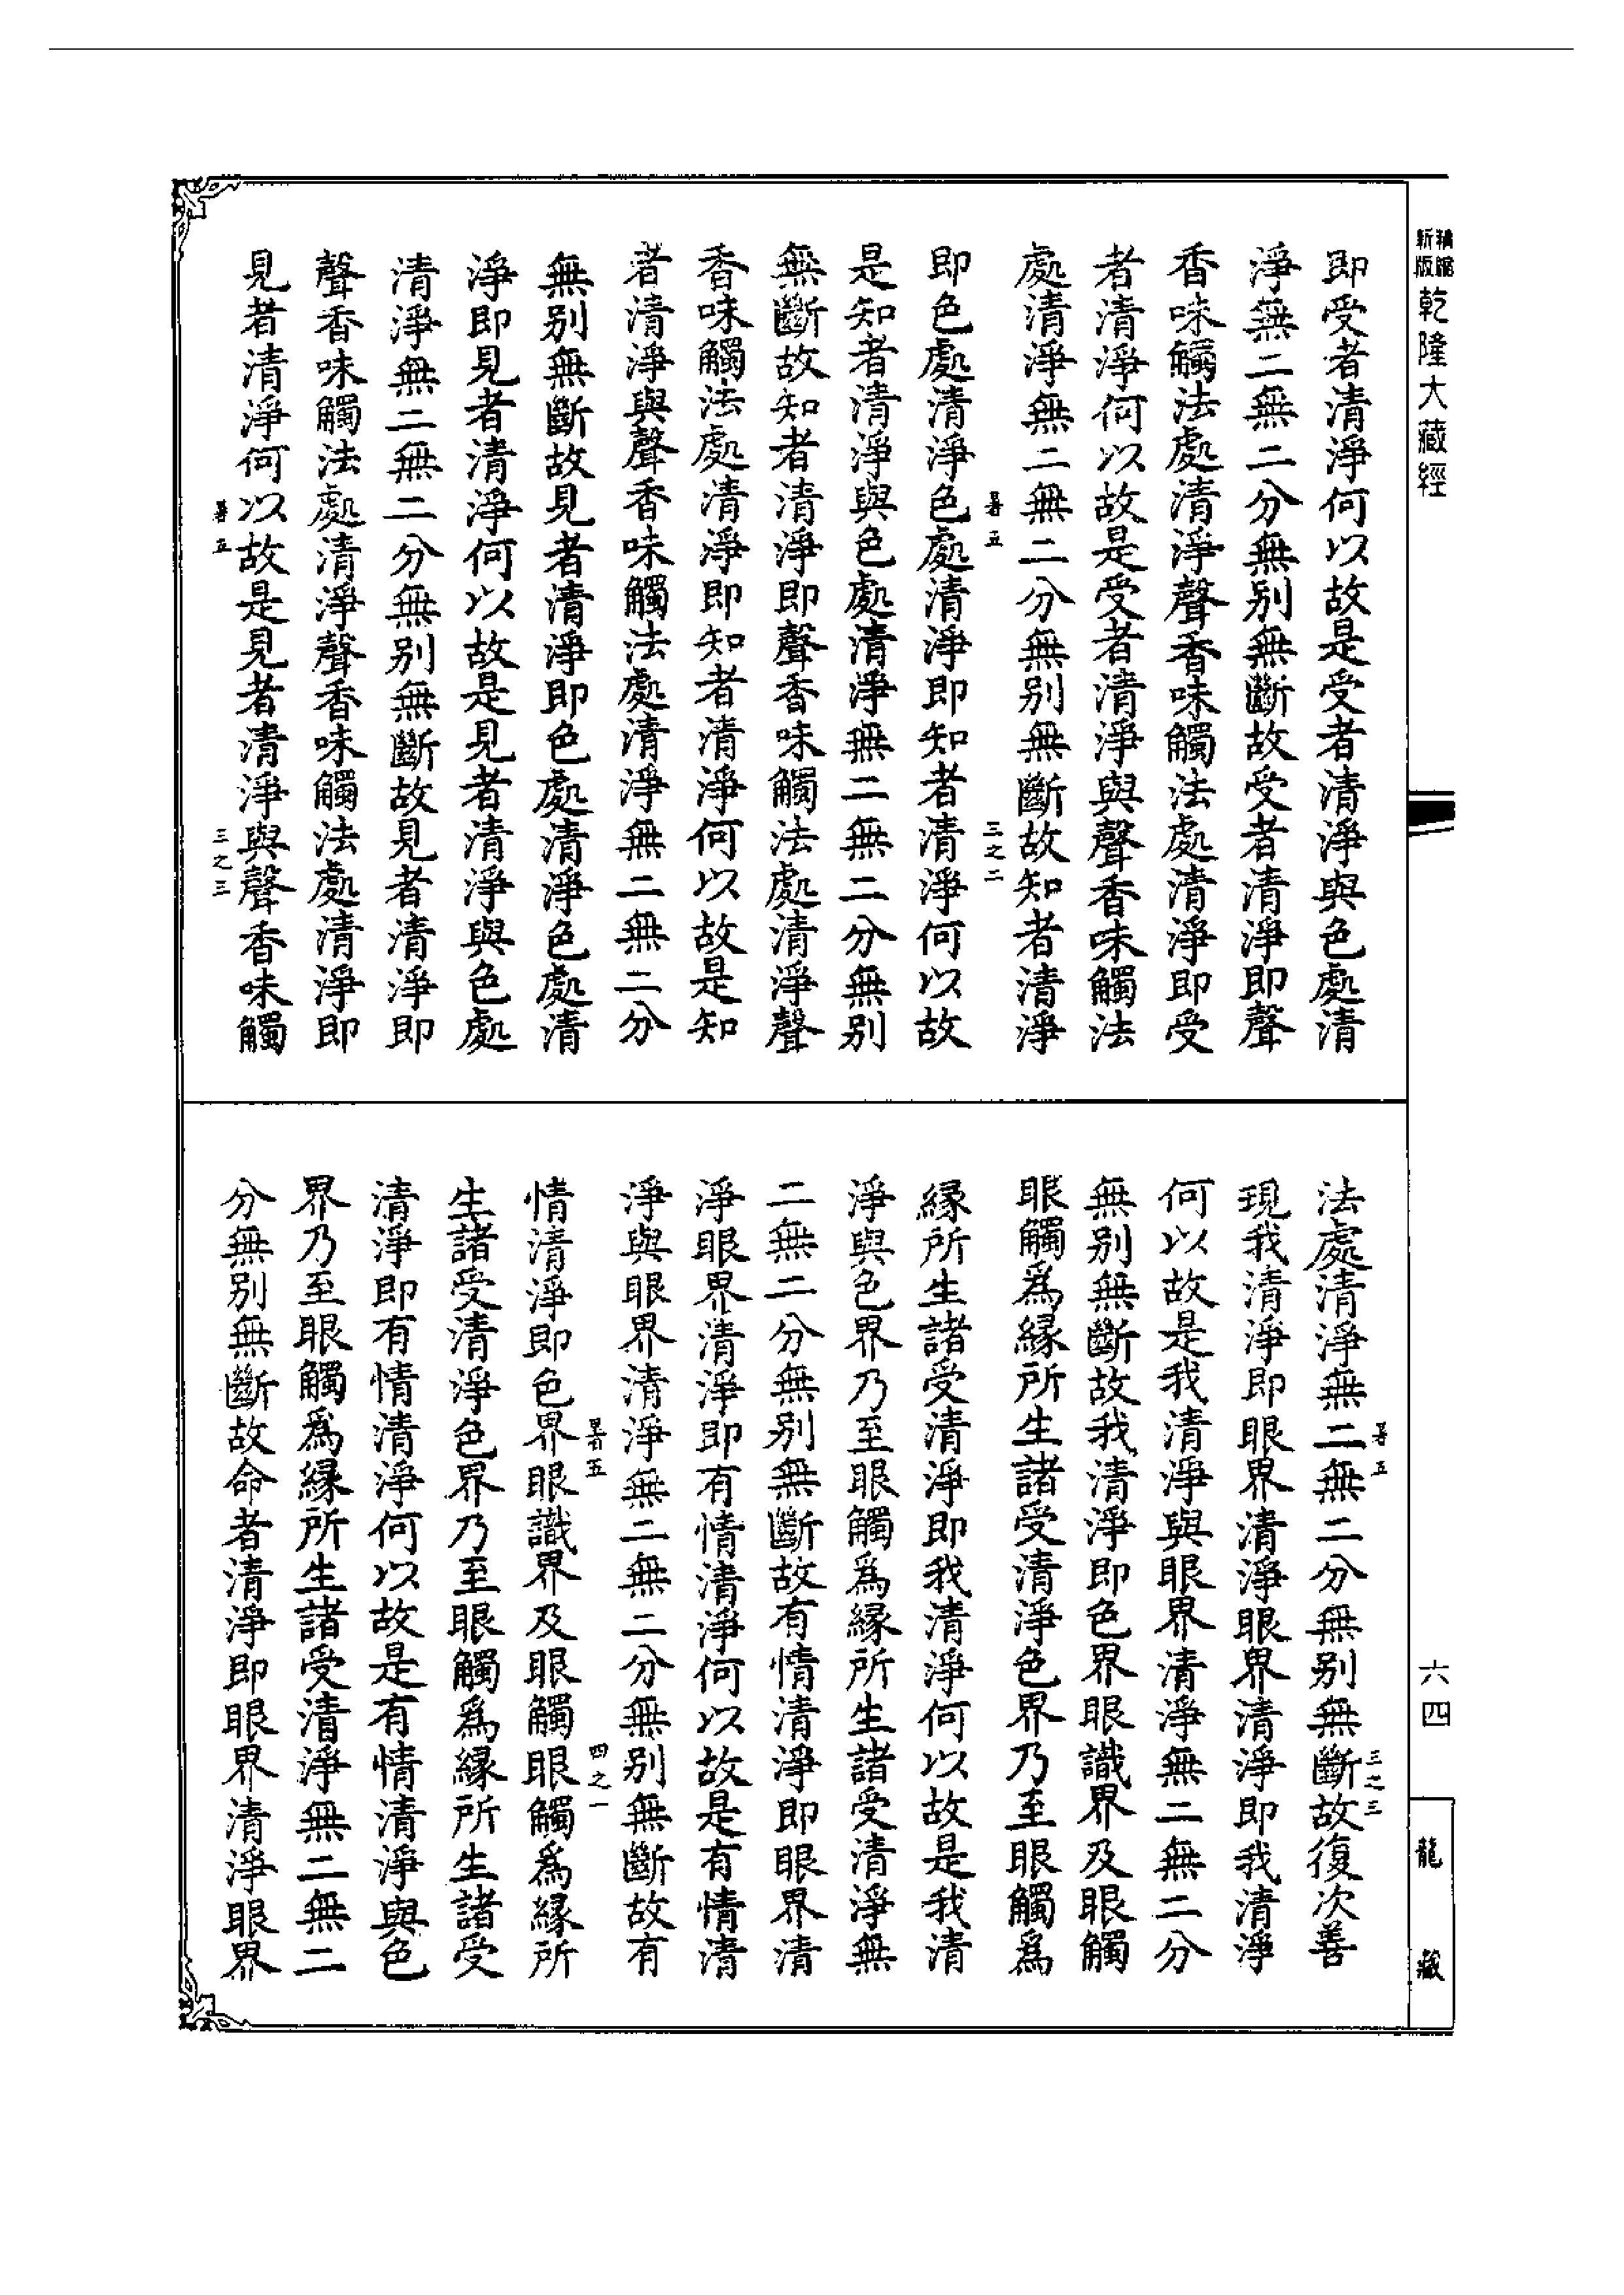 新編
縮版
乾隆大藏經
即受者清淨何以故是受者清淨與色處清
淨無二無二分無別無斷故受者清淨即聲
香味觸法處清淨聲香味觸法處清淨即受
者清淨何以故是受者清淨與聲香味觸法
處清淨無二無二分無別無斷故知者清淨
暑五 三之二
即色處清淨色處清淨即知者清淨何以故
是知者清淨與色處清淨無二無二分無別
無斷故知者清淨即聲香味觸法處清淨聲
香味觸法處清淨即知者清淨何以故是知
者清淨與聲香味觸法處清淨無二無二分
無別無斷故見者清淨即色處清淨色處清
淨即見者清淨何以故是見者清淨與色處
清淨無二無二分無別無斷故見者清淨即
聲香味觸法處清淨聲香味觸法處清淨即
見者清淨何以故是見者清淨與聲香味觸
暑五 三之三
法處清淨無二無二分無別無斷故復次善
暑五 三之三
現我清淨即眼界清淨眼界清淨即我清淨
何以故是我清淨與眼界清淨無二無二分
無別無斷故我清淨即色界眼識界及眼觸
眼觸爲緣所生諸受清淨色界乃至眼觸爲
緣所生諸受清淨即我清淨何以故是我清
淨與色界乃至眼觸爲緣所生諸受清淨無
二無二分無別無斷故有情清淨即眼界清
淨眼界清淨即有情清淨何以故是有情清
淨與眼界清淨無二無二分無別無斷故有
暑五 四之一
情清淨即色界眼識界及眼觸眼觸爲緣所
生諸受清淨色界乃至眼觸爲緣所生諸受
清淨即有情清淨何以故是有情清淨與色
界乃至眼觸爲緣所生諸受清淨無二無二
分無別無斷故命者清淨即眼界清淨眼界
六四
龍藏